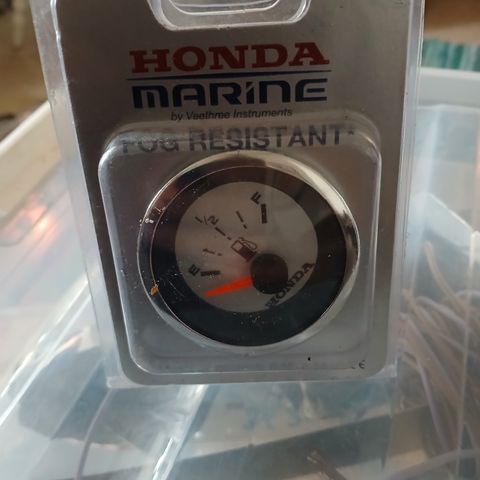 HONDA
MARINE
by Veethree Instruments
FOG RESISTANT*
E 1/2 F
HONDA